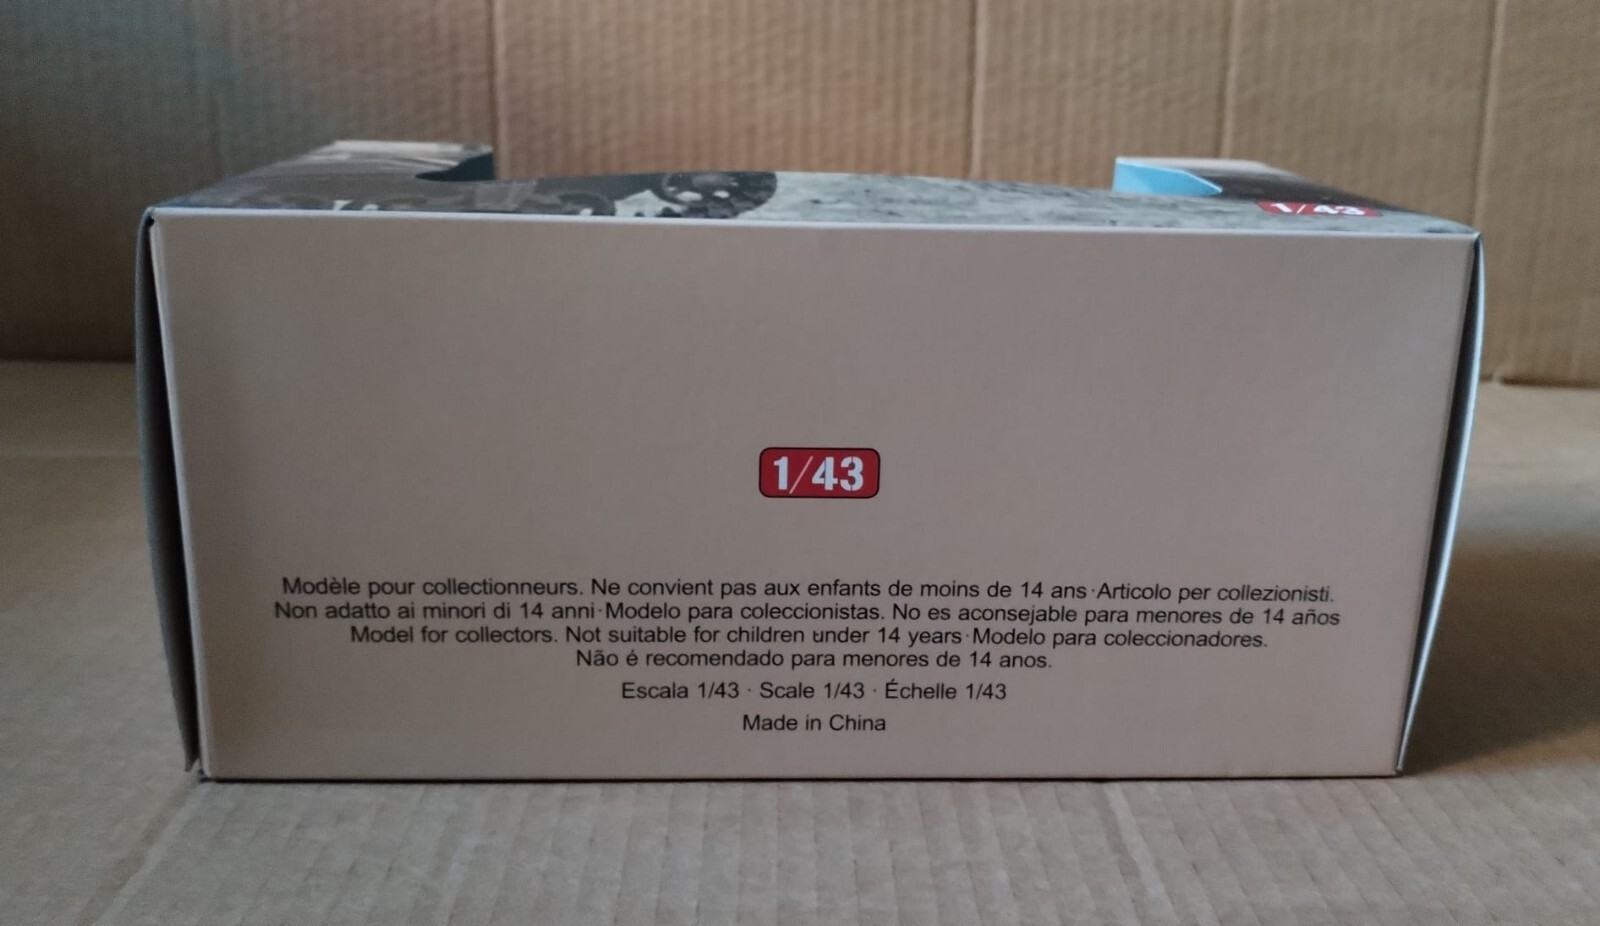 1/43
1/43
Modèle pour collectionneurs. Ne convient pas aux enfants de moins de 14 ans·Articolo per collezionisti.
Non adatto ai minori di 14 anni·Modelo para coleccionistas. No es aconsejable para menores de 14 años
Model for collectors. Not suitable for children under 14 years·Modelo para coleccionadores.
Não é recomendado para menores de 14 anos.
Escala 1/43 · Scale 1/43 · Échelle 1/43
Made in China